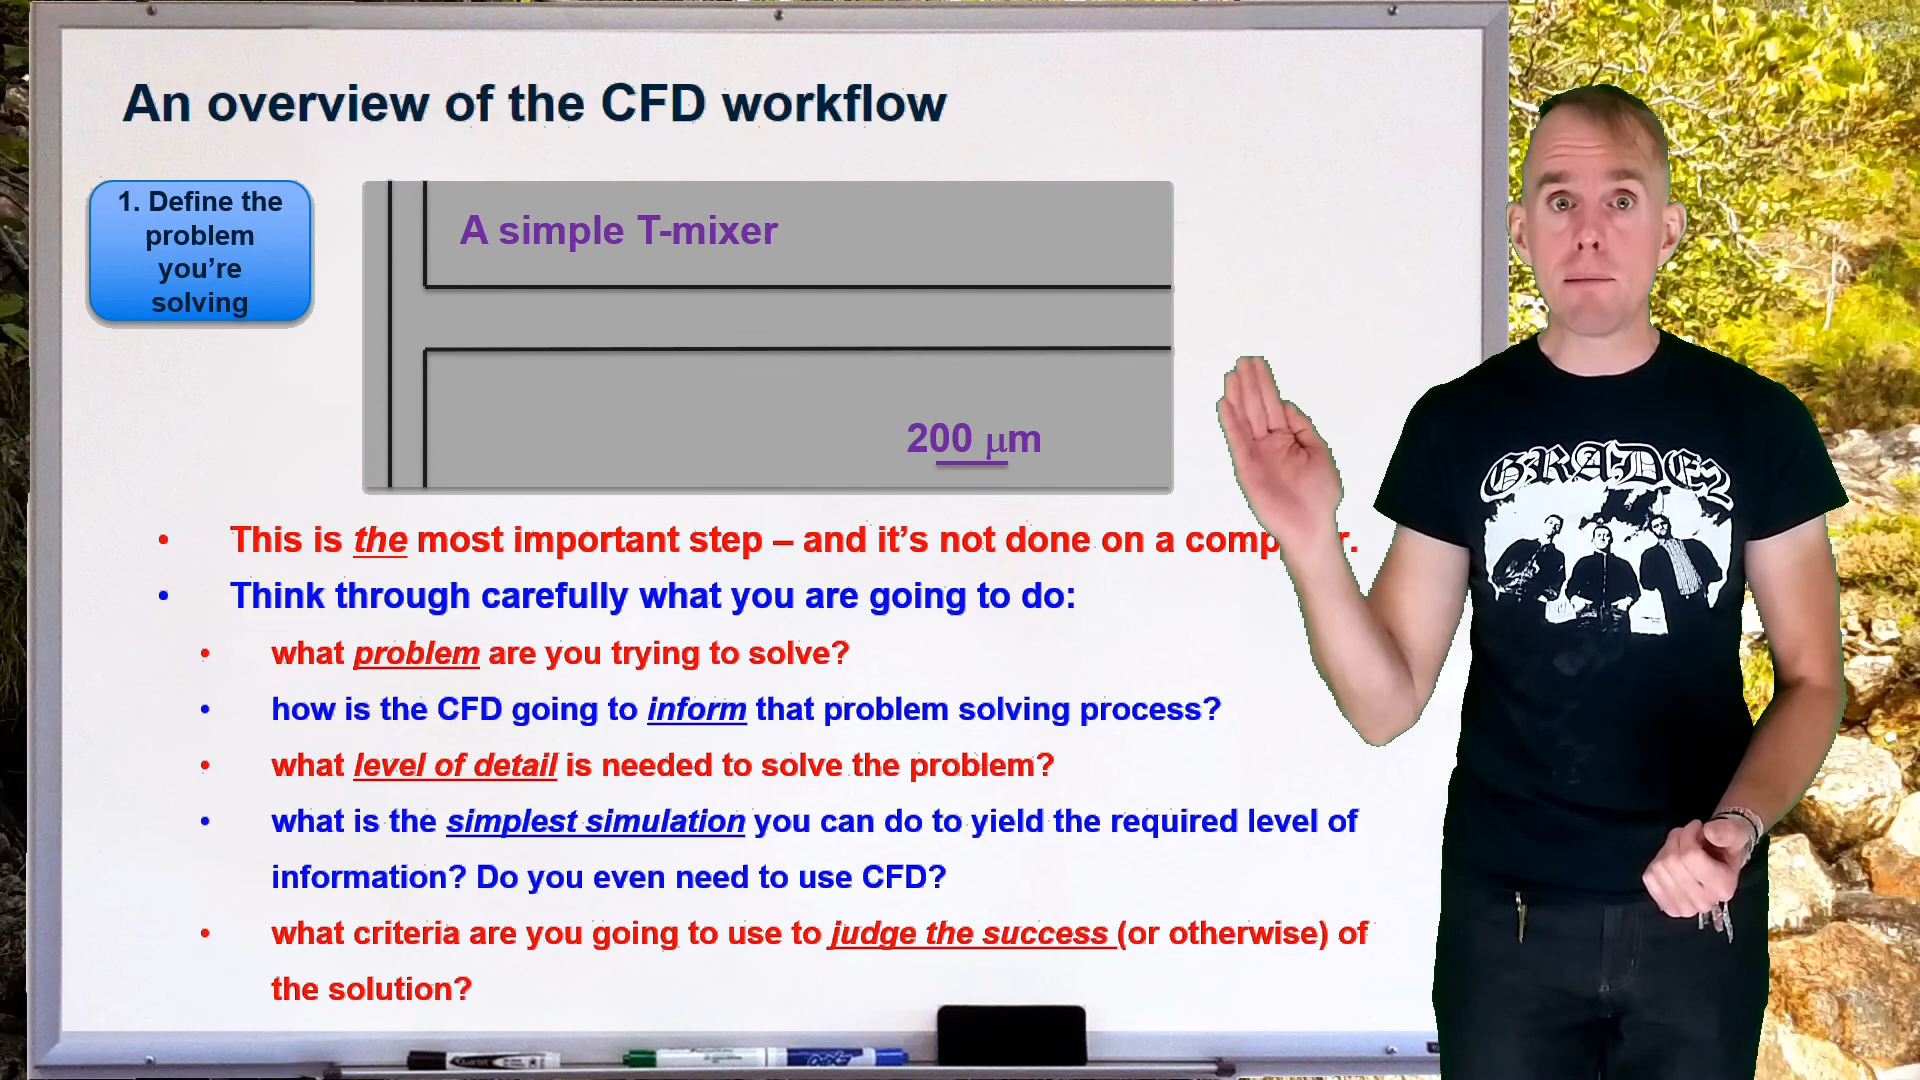 An overview of the CFD workflow
1. Define the
problem
you’re
solving
A simple T-mixer
200 μm
This is the most important step – and it’s not done on a
Think through carefully what you are going to do:
what problem are you trying to solve?
how is the CFD going to inform that problem solving process?
what level of detail is needed to solve the problem?
what is the simplest simulation you can do to yield the required level of
information? Do you even need to use CFD?
what criteria are you going to use to judge the success (or otherwise) of
the solution?
GRADE2
Quartet